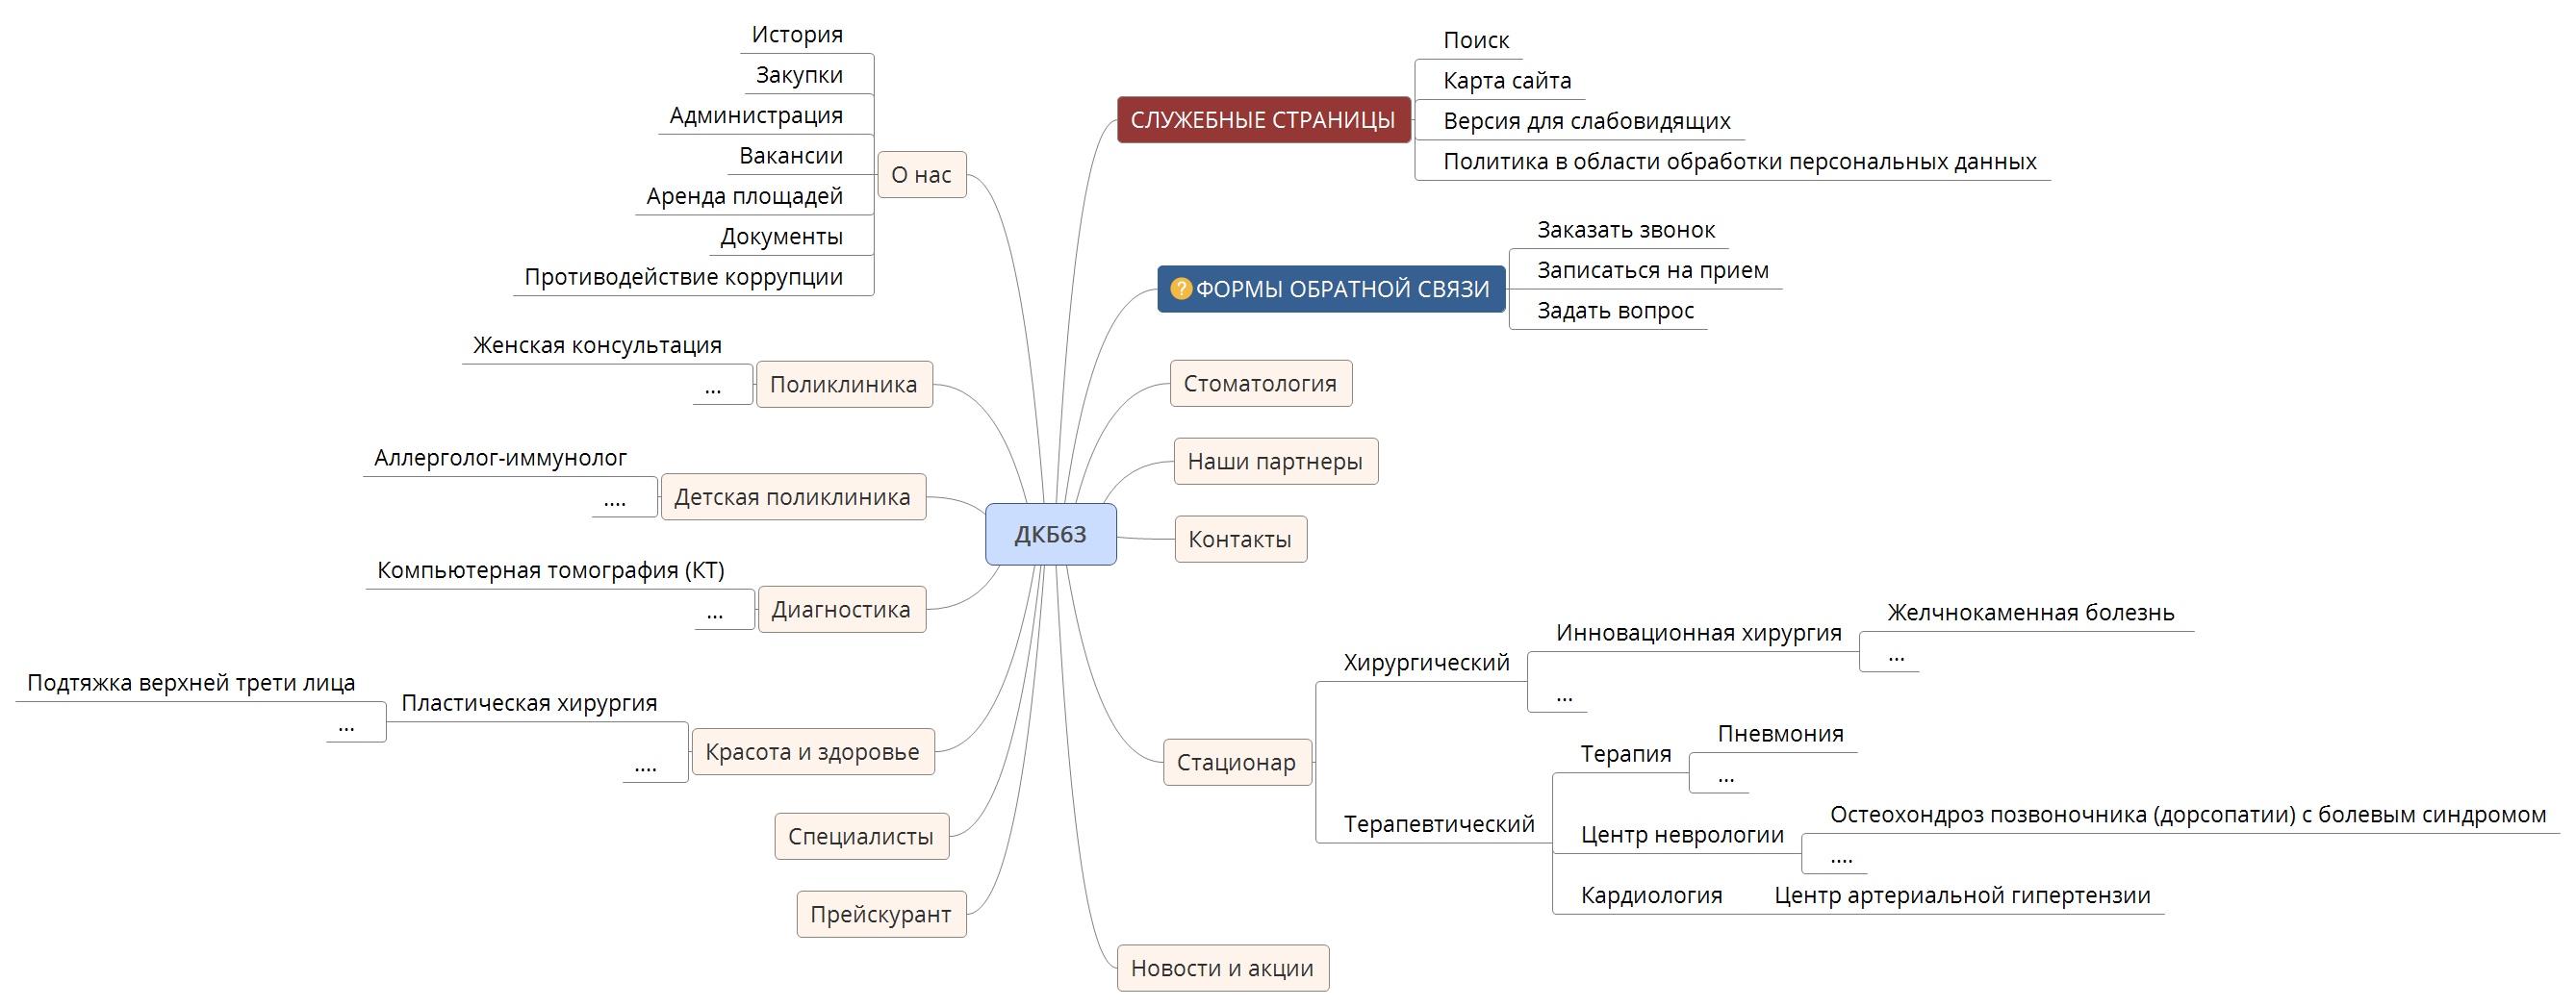 История
Закупки
Администрация
Вакансии
Аренда площадей
Документы
Противодействие коррупции
О нас
Женская консультация
...
Поликлиника
Аллерголог-иммунолог
....
Детская поликлиника
Компьютерная томография (КТ)
...
Диагностика
Подтяжка верхней трети лица
...
Пластическая хирургия
....
Красота и здоровье
Специалисты
Прейскурант
ДКБ63
СЛУЖЕБНЫЕ СТРАНИЦЫ
Поиск
Карта сайта
Версия для слабовидящих
Политика в области обработки персональных данных
?
ФОРМЫ ОБРАТНОЙ СВЯЗИ
Заказать звонок
Записаться на прием
Задать вопрос
Стоматология
Наши партнеры
Контакты
Стационар
Хирургический
Инновационная хирургия
Желчнокаменная болезнь
...
...
Терапевтический
Терапия
Пневмония
...
Центр неврологии
Остеохондроз позвоночника (дорсопатии) с болевым синдромом
....
Кардиология
Центр артериальной гипертензии
Новости и акции